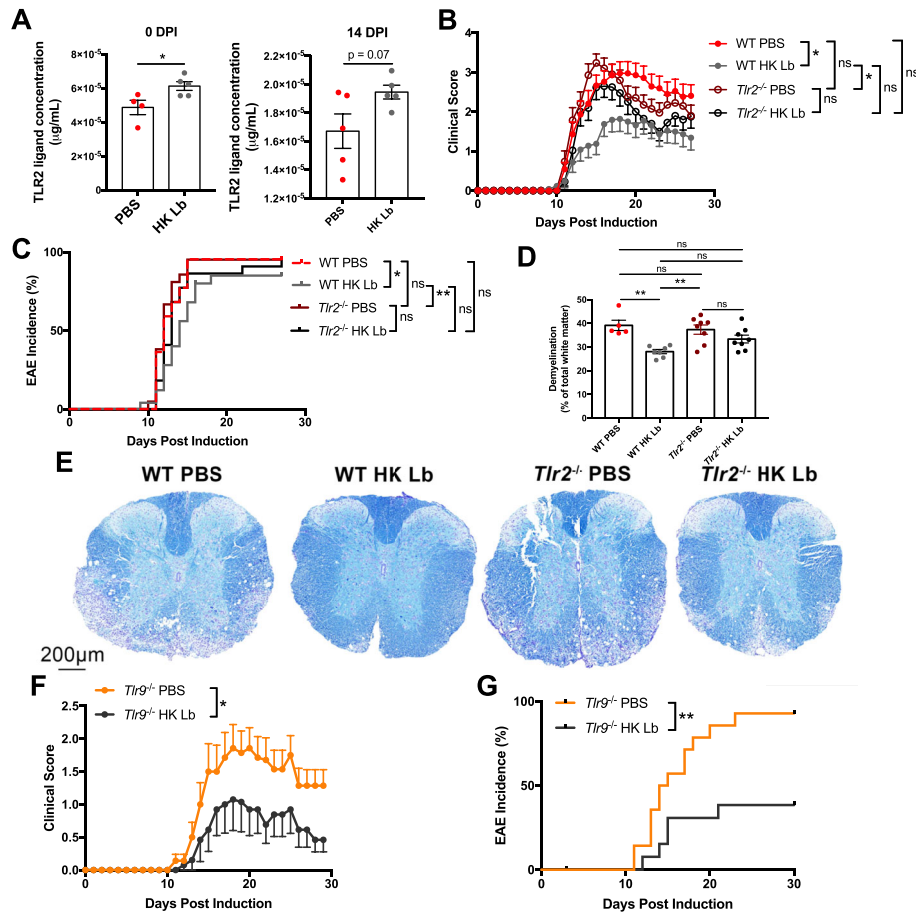 A
0 DPI
TLR2 ligand concentration
(μg/mL)
8×10⁻⁵
6×10⁻⁵
4×10⁻⁵
2×10⁻⁵
0
*
PBS
HK Lb
14 DPI
TLR2 ligand concentration
(μg/mL)
2.2×10⁻⁵
2.0×10⁻⁵
1.8×10⁻⁵
1.6×10⁻⁵
1.4×10⁻⁵
1.2×10⁻⁵
p = 0.07
PBS
HK Lb
B
Clinical Score
4
3
2
1
0
0 10 20 30
Days Post Induction
WT PBS
WT HK Lb
Tlr2⁻/⁻ PBS
Tlr2⁻/⁻ HK Lb
*
ns
ns
*
ns
ns
C
EAE Incidence (%)
100
50
0
0 10 20 30
Days Post Induction
WT PBS
WT HK Lb
Tlr2⁻/⁻ PBS
Tlr2⁻/⁻ HK Lb
*
ns
ns
**
ns
ns
D
Demyelination
(% of total white matter)
50
40
30
20
10
0
ns
ns
ns
**
**
ns
WT PBS
WT HK Lb
Tlr2⁻/⁻ PBS
Tlr2⁻/⁻ HK Lb
E
WT PBS
WT HK Lb
Tlr2⁻/⁻ PBS
Tlr2⁻/⁻ HK Lb
200μm
F
Tlr9⁻/⁻ PBS
Tlr9⁻/⁻ HK Lb
*
Clinical Score
2.5
2.0
1.5
1.0
0.5
0.0
0 10 20 30
Days Post Induction
G
Tlr9⁻/⁻ PBS
Tlr9⁻/⁻ HK Lb
**
EAE Incidence (%)
100
50
0
0 10 20 30
Days Post Induction